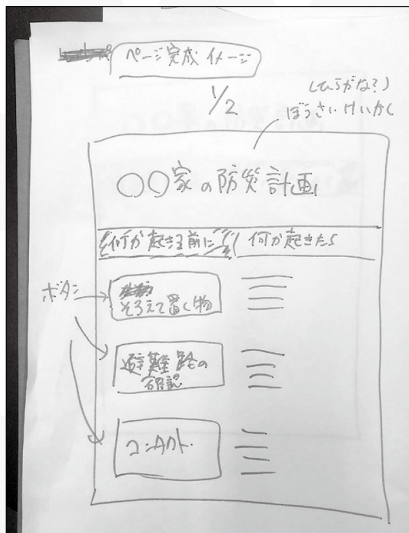 ページ完成イメージ
1/2
(ひらがな?)
ぼうさいけいかく
○○家の防災計画
何か起きる前に
何か起きたら
ボタン
そろえて置く物
避難路の
確認
コンタクト